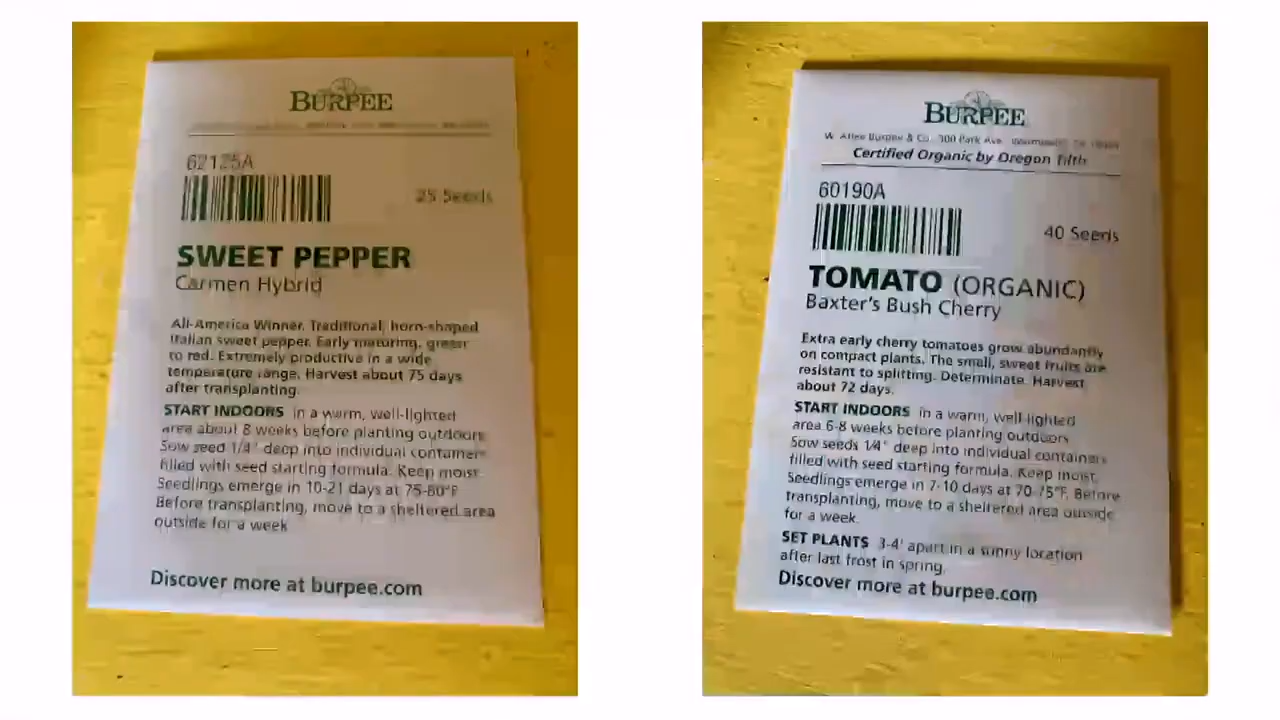 BURPEE
62125A
25 Seeds
SWEET PEPPER
Carmen Hybrid
All-America Winner. Traditional, horn-shaped
Italian sweet pepper. Early maturing, green
to red. Extremely productive in a wide
temperature range. Harvest about 75 days
after transplanting.
START INDOORS in a warm, well-lighted
area about 8 weeks before planting outdoors.
Sow seed 1/4" deep into individual containers
filled with seed starting formula. Keep moist.
Seedlings emerge in 10-21 days at 75-80°F.
Before transplanting, move to a sheltered area
outside for a week.
Discover more at burpee.com
BURPEE
W. Atlee Burpee & Co. 300 Park Ave.
Certified Organic by Oregon Tilth
60190A
40 Seeds
TOMATO (ORGANIC)
Baxter's Bush Cherry
Extra early cherry tomatoes grow abundantly
on compact plants. The small, sweet fruits are
resistant to splitting. Determinate. Harvest
about 72 days.
START INDOORS in a warm, well-lighted
area 6-8 weeks before planting outdoors.
Sow seeds 1/4" deep into individual containers
filled with seed starting formula. Keep moist.
Seedlings emerge in 7-10 days at 70-75°F. Before
transplanting, move to a sheltered area outside
for a week.
SET PLANTS 3-4' apart in a sunny location
after last frost in spring.
Discover more at burpee.com